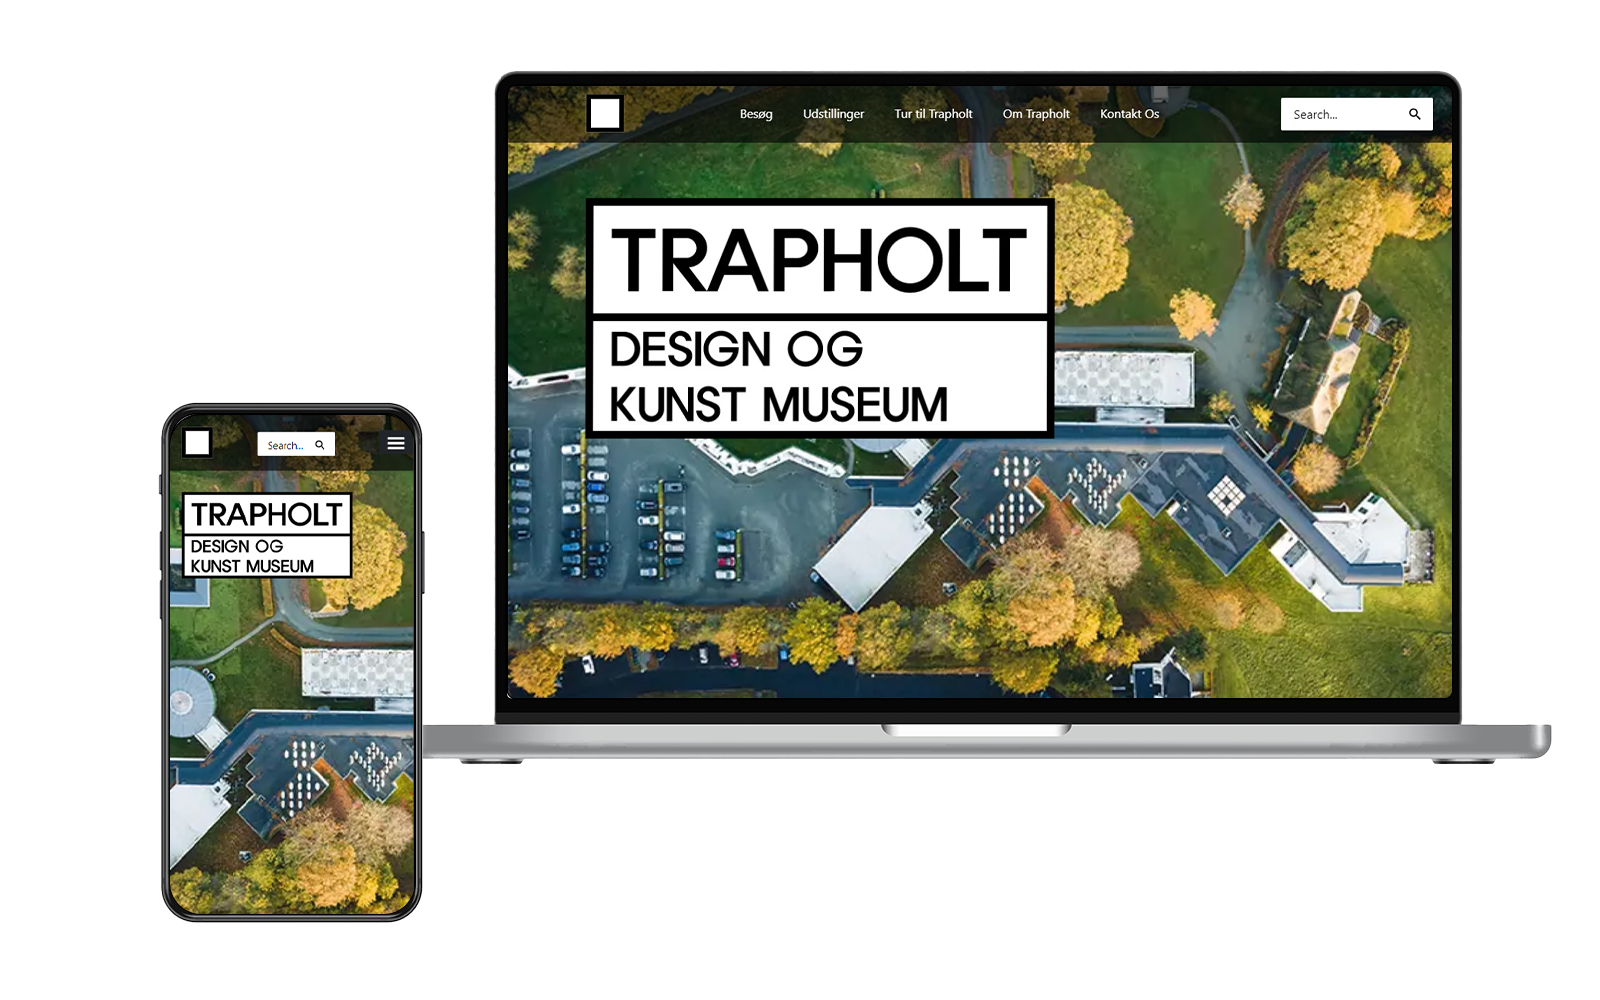 Besøg Udstillinger Tur til Trapholt Om Trapholt Kontakt Os Search...
TRAPHOLT
DESIGN OG
KUNST MUSEUM
Search...
TRAPHOLT
DESIGN OG
KUNST MUSEUM